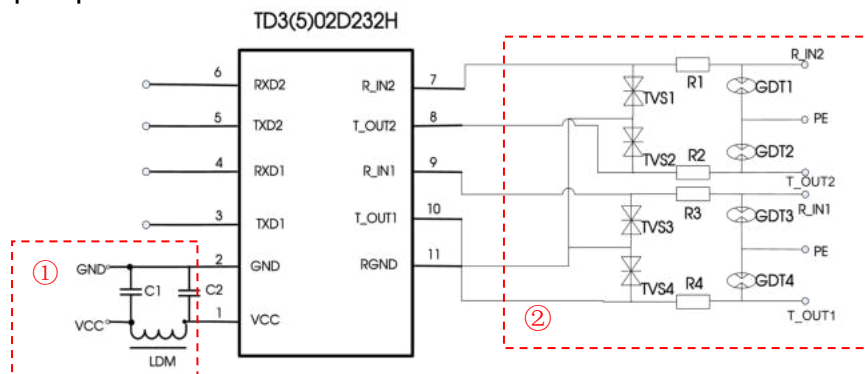 TD3(5)02D232H
6 RXD2 R_IN2 7
5 TXD2 T_OUT2 8
4 RXD1 R_IN1 9
3 TXD1 T_OUT1 10
2 GND RGND 11
1 VCC
①
GND
C1 C2
VCC
LDM
②
R_IN2
R1
TVS1 GDT1
PE
TVS2 R2 GDT2
T_OUT2
R_IN1
R3
TVS3 GDT3
PE
TVS4 R4 GDT4
T_OUT1